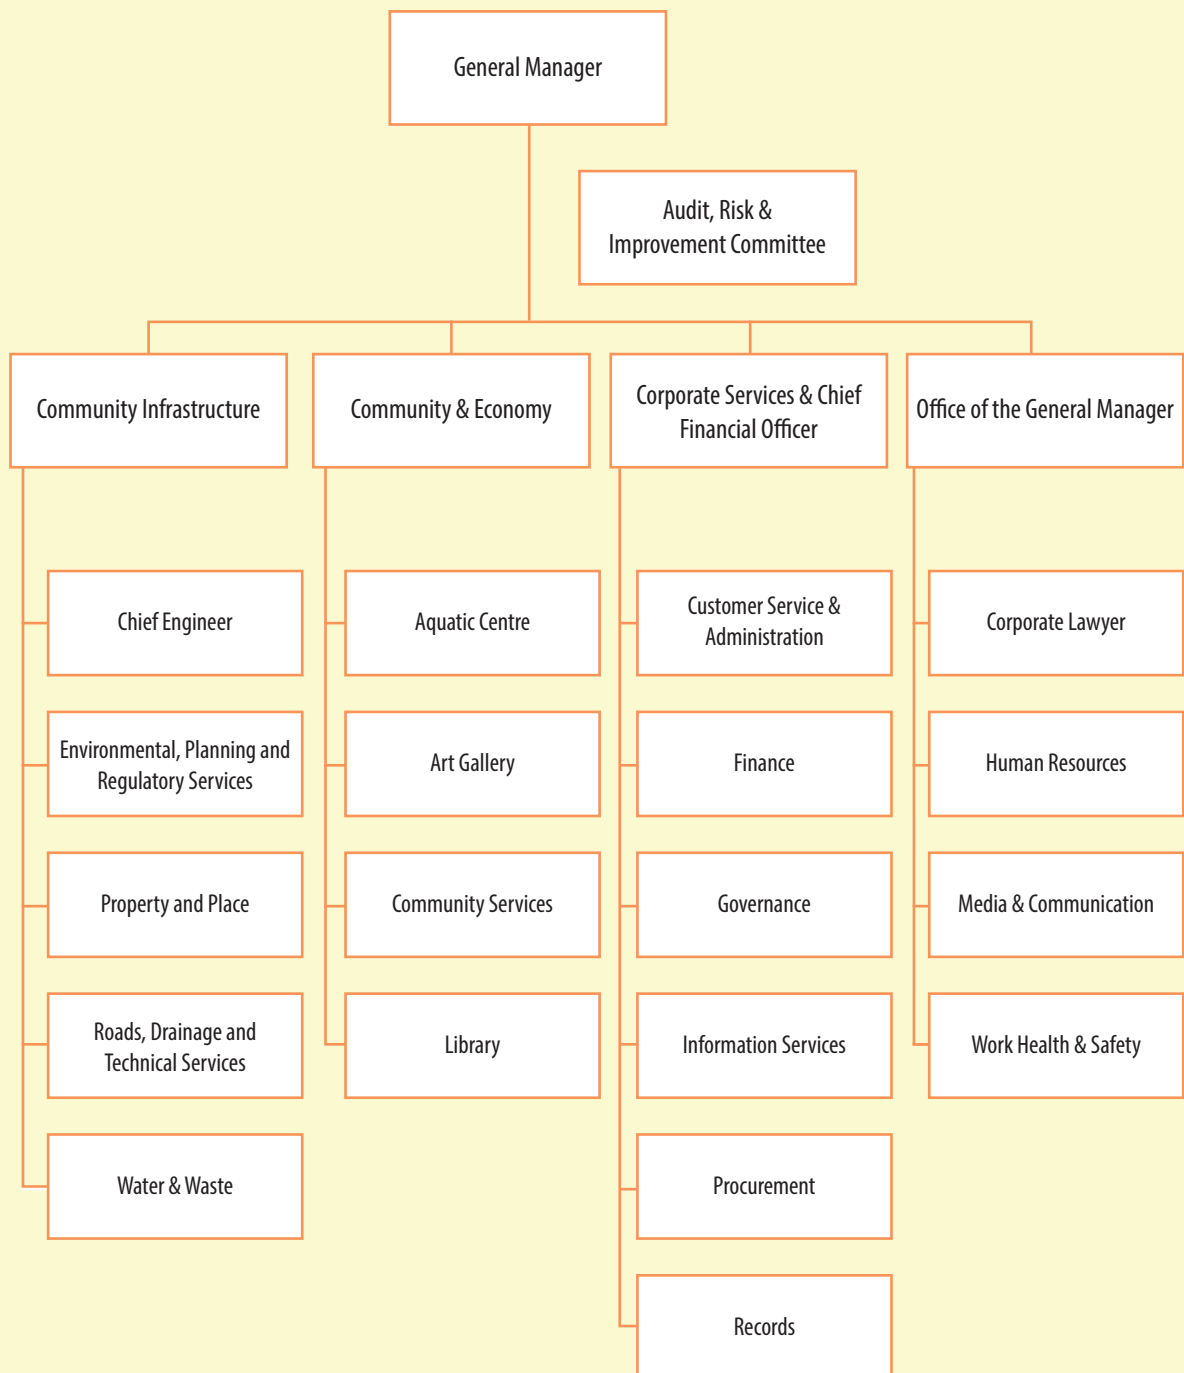 General Manager
Audit, Risk &
Improvement Committee
Community Infrastructure
Community & Economy
Corporate Services & Chief
Financial Officer
Office of the General Manager
Chief Engineer
Environmental, Planning and
Regulatory Services
Property and Place
Roads, Drainage and
Technical Services
Water & Waste
Aquatic Centre
Art Gallery
Community Services
Library
Customer Service &
Administration
Finance
Governance
Information Services
Procurement
Records
Corporate Lawyer
Human Resources
Media & Communication
Work Health & Safety